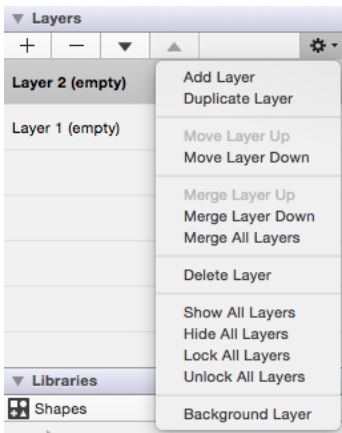 Layers
Layer 2 (empty)
Layer 1 (empty)
Add Layer
Duplicate Layer
Move Layer Up
Move Layer Down
Merge Layer Up
Merge Layer Down
Merge All Layers
Delete Layer
Show All Layers
Hide All Layers
Lock All Layers
Unlock All Layers
Background Layer
Libraries
Shapes